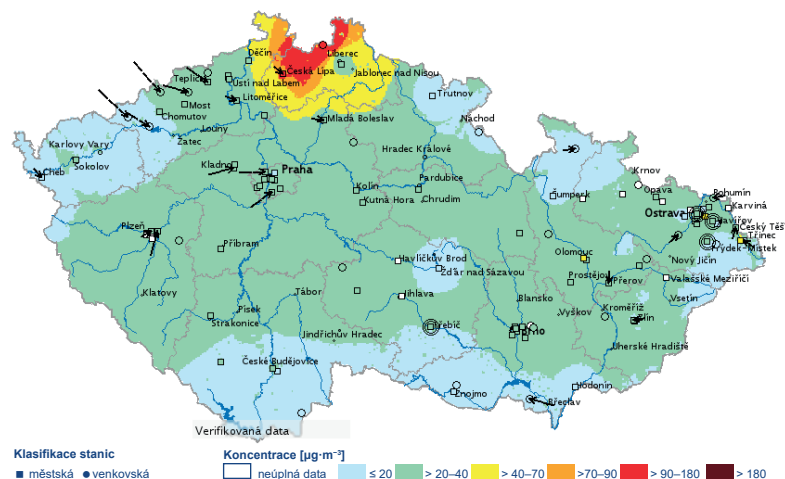 Děčín
Liberec
Teplice
Česká Lípa
Jablonec nad Nisou
Ústí nad Labem
Most
Litoměřice
Trutnov
Chomutov
Mladá Boleslav
Náchod
Louny
Žatec
Karlovy Vary
Hradec Králové
Sokolov
Cheb
Kladno
Praha
Krnov
Pardubice
Opava
Kolín
Šumperk
Bohumín
Kutná Hora
Chrudim
Karviná
Ostrava
Havířov
Plzeň
Český Těš
Třinec
Příbram
Olomouc
Frýdek-Místek
Havlíčkův Brod
Nový Jičín
Žďár nad Sázavou
Prostějov
Přerov
Valašské Meziříčí
Klatovy
Tábor
Jihlava
Blansko
Vsetín
Písek
Vyškov
Kroměříž
Zlín
Strakonice
Třebíč
Brno
Jindřichův Hradec
Uherské Hradiště
České Budějovice
Znojmo
Hodonín
Břeclav
Verifikovaná data
Klasifikace stanic
městská
venkovská
Koncentrace [µg·m⁻³]
neúplná data
≤ 20
> 20–40
> 40–70
>70–90
> 90–180
> 180